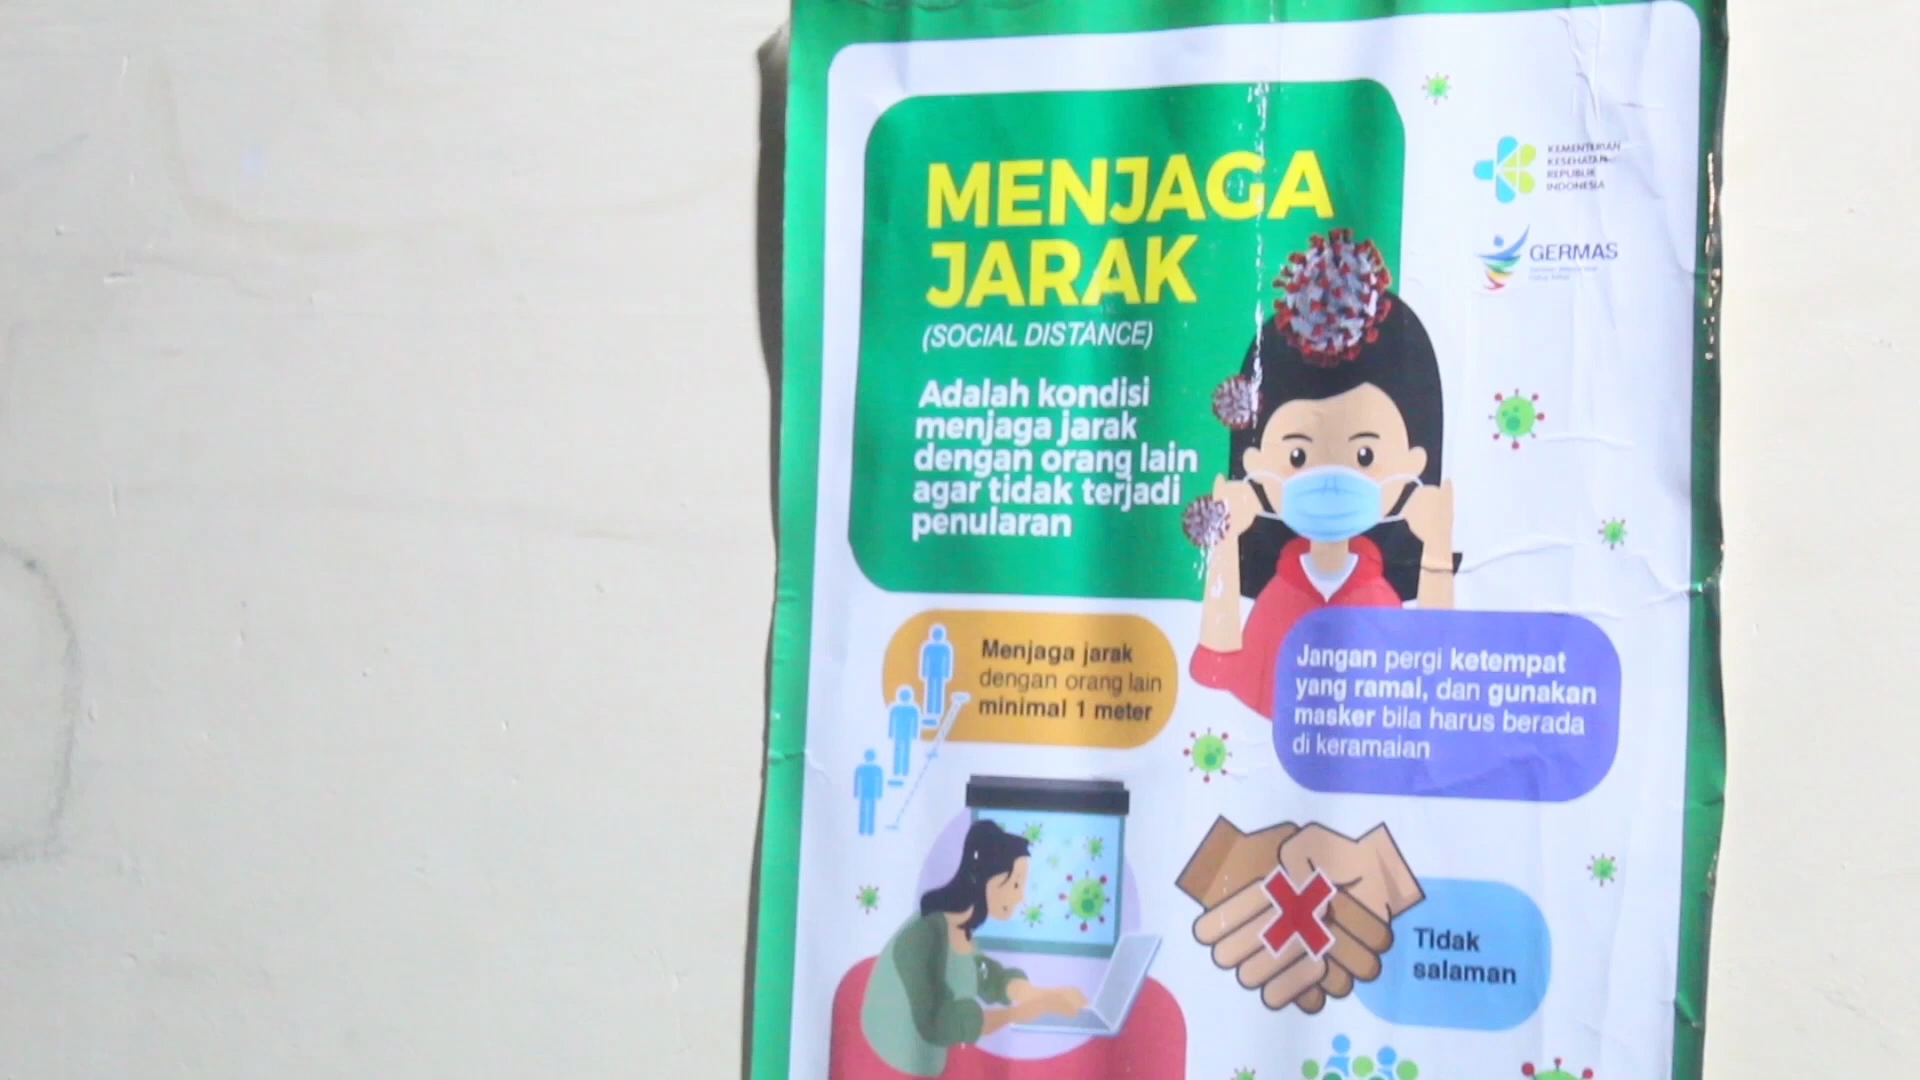 MENJAGA
JARAK
(SOCIAL DISTANCE)
Adalah kondisi
menjaga jarak
dengan orang lain
agar tidak terjadi
penularan
KEMENTERIAN
KESEHATAN
REPUBLIK
INDONESIA
GERMAS
Menjaga jarak
dengan orang lain
minimal 1 meter
Jangan pergi ketempat
yang ramai, dan gunakan
masker bila harus berada
di keramaian
Tidak
salaman